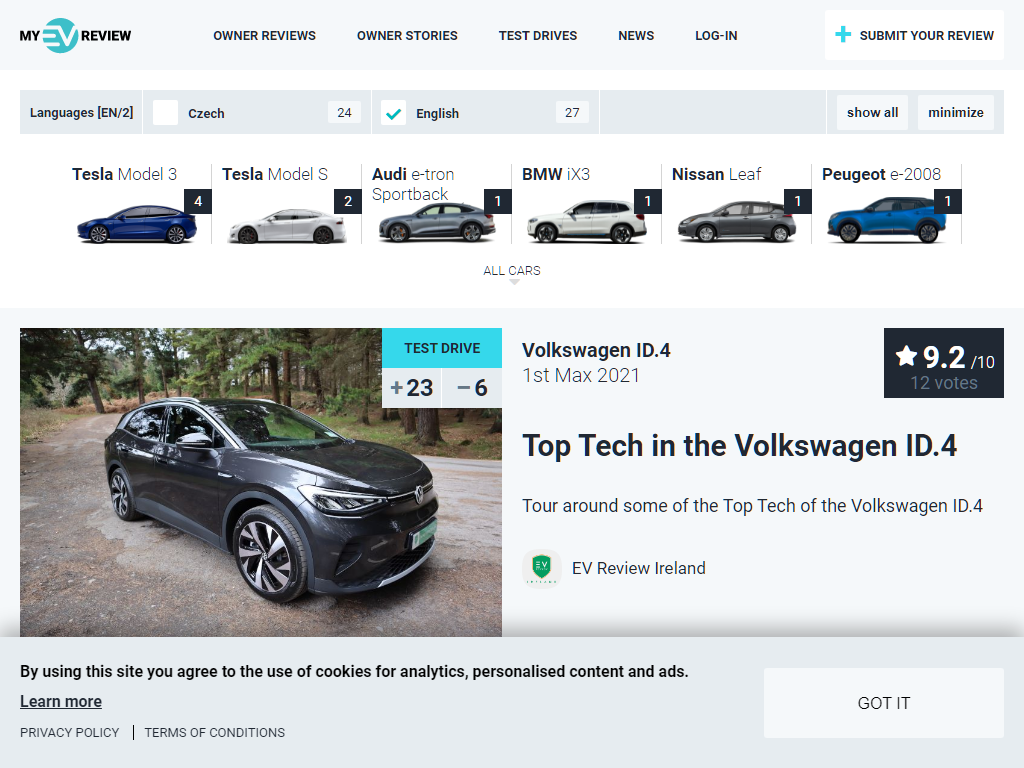 MY EV REVIEW
OWNER REVIEWS
OWNER STORIES
TEST DRIVES
NEWS
LOG-IN
SUBMIT YOUR REVIEW
Languages [EN/2]
Czech
24
English
27
show all
minimize
Tesla Model 3
4
Tesla Model S
2
Audi e-tron
Sportback
1
BMW iX3
1
Nissan Leaf
1
Peugeot e-2008
1
ALL CARS
TEST DRIVE
+23
−6
Volkswagen ID.4
1st Max 2021
9.2 /10
12 votes
Top Tech in the Volkswagen ID.4
Tour around some of the Top Tech of the Volkswagen ID.4
EV Review Ireland
By using this site you agree to the use of cookies for analytics, personalised content and ads.
Learn more
PRIVACY POLICY
TERMS OF CONDITIONS
GOT IT